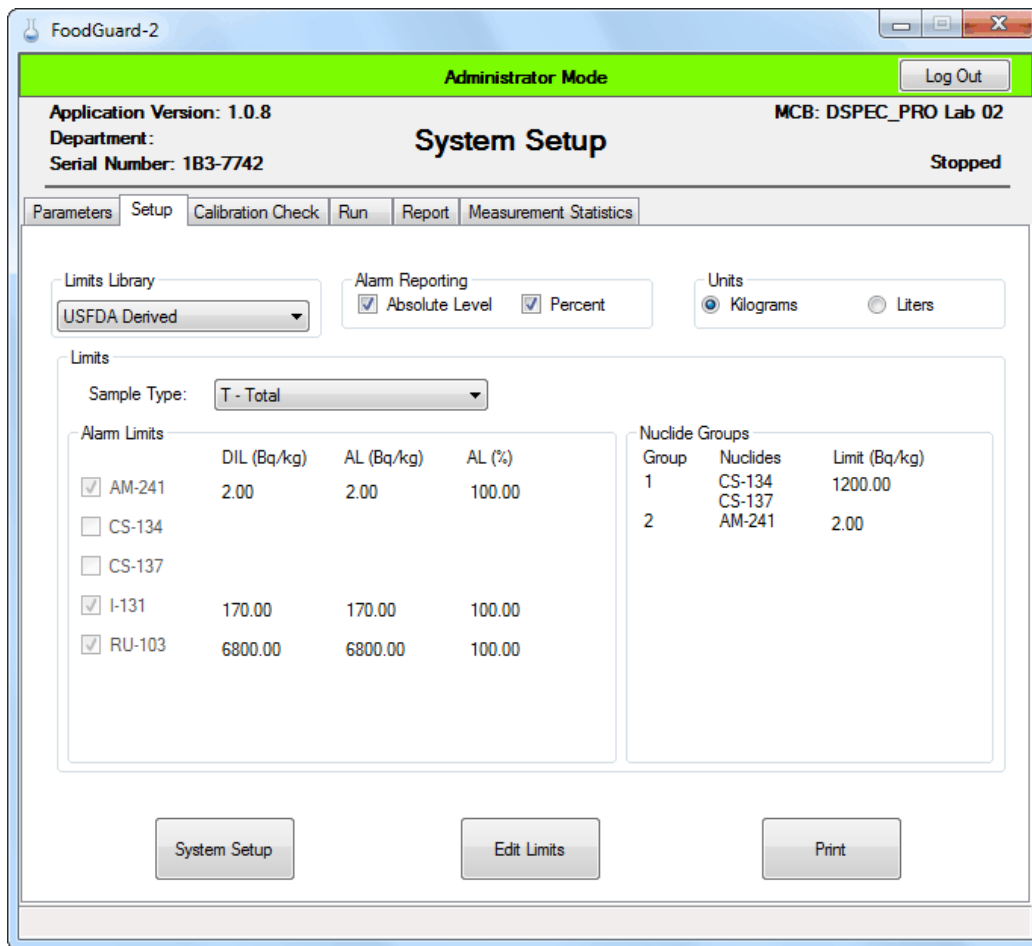 FoodGuard-2
Administrator Mode
Log Out
Application Version: 1.0.8
MCB: DSPEC_PRO Lab 02
Department:
System Setup
Serial Number: 1B3-7742
Stopped
Parameters Setup Calibration Check Run Report Measurement Statistics
Limits Library
Alarm Reporting
Units
USFDA Derived
Absolute Level Percent
Kilograms Liters
Limits
Sample Type: T - Total
Alarm Limits
DIL (Bq/kg) AL (Bq/kg) AL (%)
AM-241 2.00 2.00 100.00
CS-134
CS-137
I-131 170.00 170.00 100.00
RU-103 6800.00 6800.00 100.00
Nuclide Groups
Group Nuclides Limit (Bq/kg)
1 CS-134 1200.00
CS-137
2 AM-241 2.00
System Setup Edit Limits Print